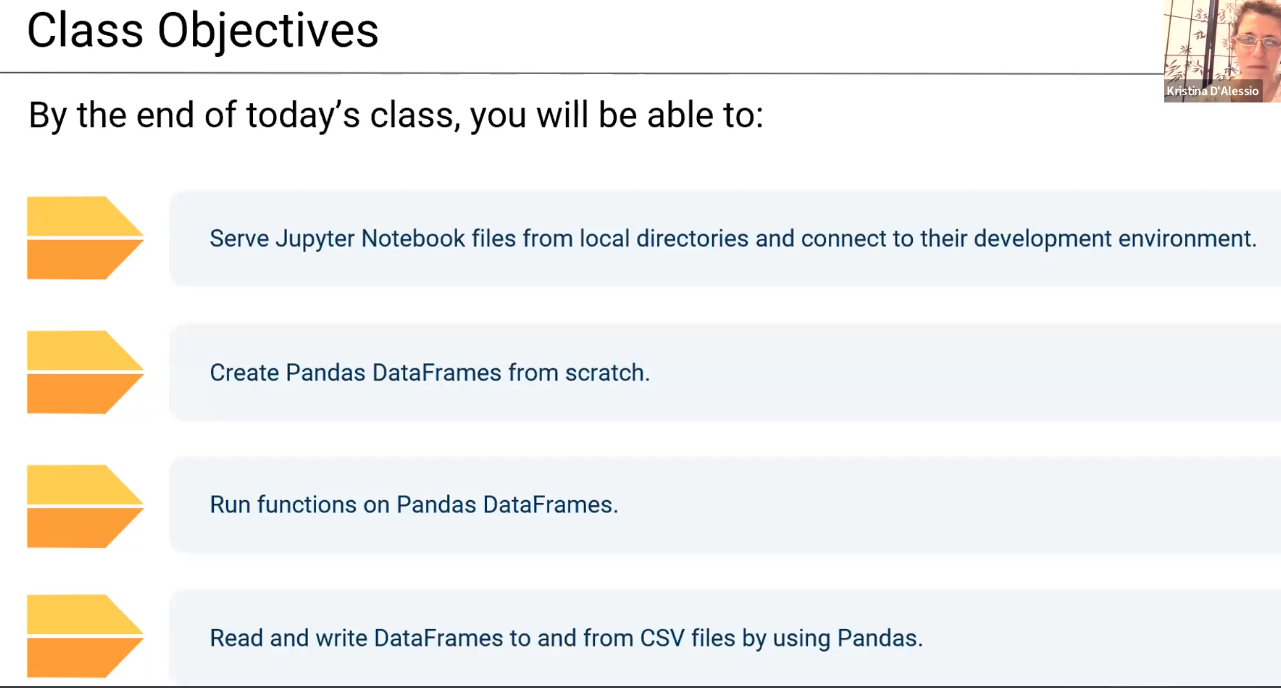 Class Objectives
Kristina D'Alessio
By the end of today’s class, you will be able to:
Serve Jupyter Notebook files from local directories and connect to their development environment.
Create Pandas DataFrames from scratch.
Run functions on Pandas DataFrames.
Read and write DataFrames to and from CSV files by using Pandas.